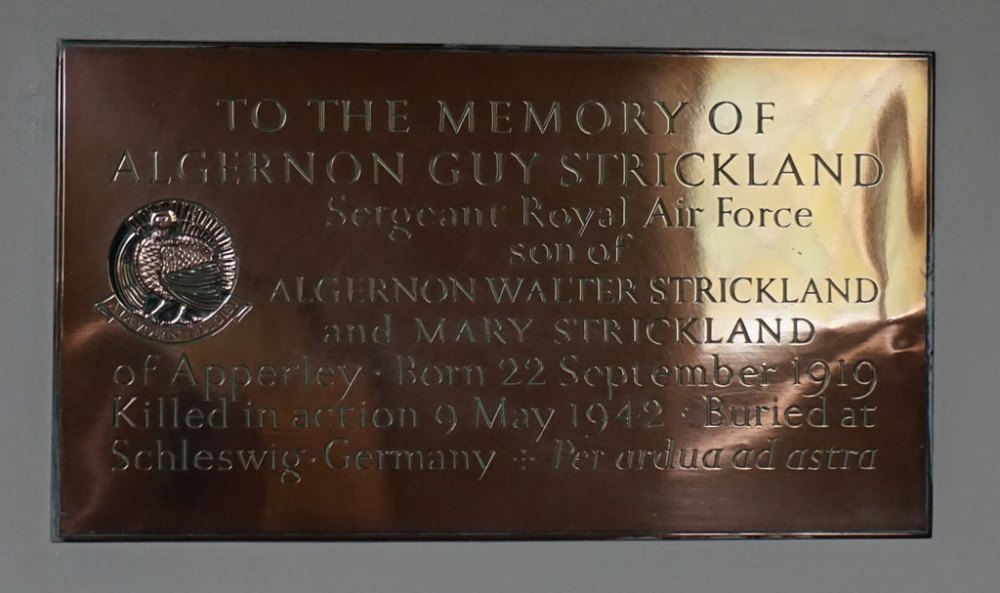 TO THE MEMORY OF
ALGERNON GUY STRICKLAND
Sergeant Royal Air Force
son of
ALGERNON WALTER STRICKLAND
and MARY STRICKLAND
of Apperley · Born 22 September 1919
Killed in action 9 May 1942 · Buried at
Schleswig · Germany ⁘ Per ardua ad astra